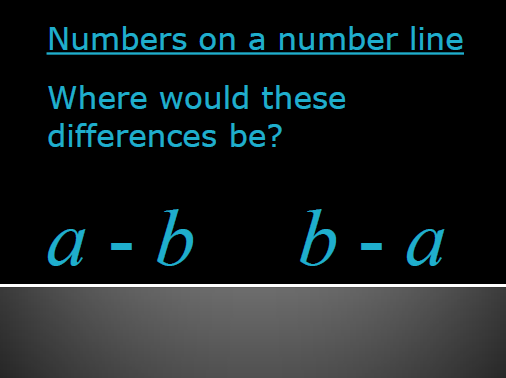 Numbers on a number line
Where would these
differences be?
a - b b - a